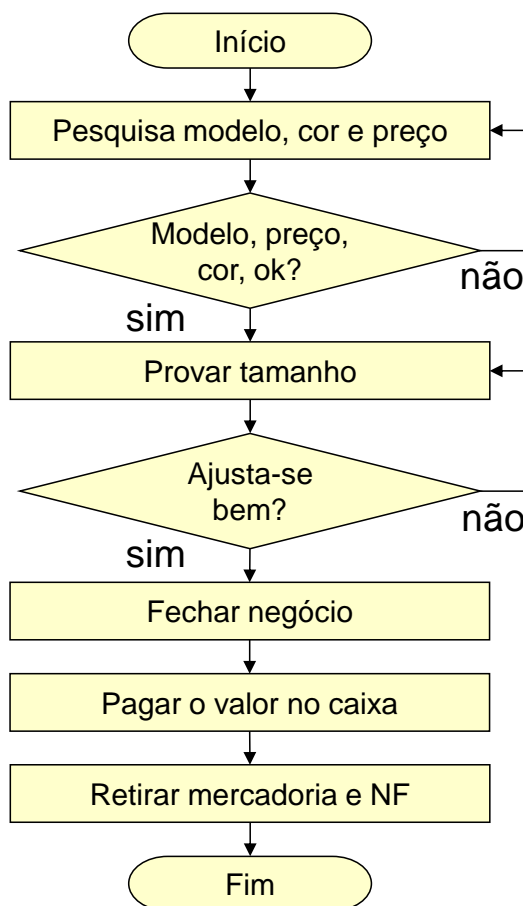 Início
Pesquisa modelo, cor e preço
Modelo, preço,
cor, ok?
não
sim
Provar tamanho
Ajusta-se
bem?
não
sim
Fechar negócio
Pagar o valor no caixa
Retirar mercadoria e NF
Fim